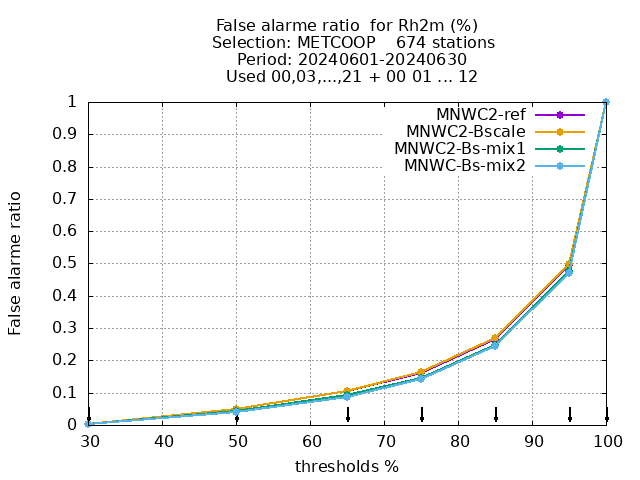 False alarme ratio  for Rh2m (%)
Selection: METCOOP    674 stations
Period: 20240601-20240630
Used 00,03,...,21 + 00 01 ... 12
MNWC2-ref
MNWC2-Bscale
MNWC2-Bs-mix1
MNWC-Bs-mix2
False alarme ratio
1
0.9
0.8
0.7
0.6
0.5
0.4
0.3
0.2
0.1
0
30 40 50 60 70 80 90 100
thresholds %